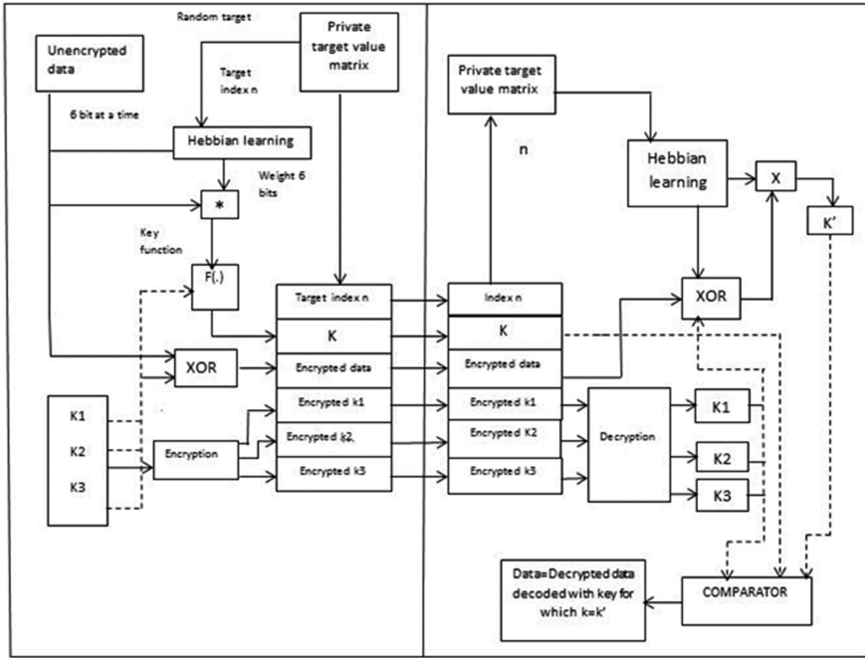 Random target
Private
target value
matrix
Unencrypted
data
Target
index n
6 bit at a time
Hebbian learning
Weight 6
bits
*
Key
function
F(.)
Target index n
K
XOR
Encrypted data
Encrypted k1
Encrypted k2
Encrypted k3
K1
K2
K3
Encryption
Private target
value matrix
n
Hebbian
learning
X
K'
XOR
Index n
K
Encrypted data
Encrypted k1
Encrypted K2
Encrypted k3
Decryption
K1
K2
K3
Data=Decrypted data
decoded with key for
which k=k'
COMPARATOR